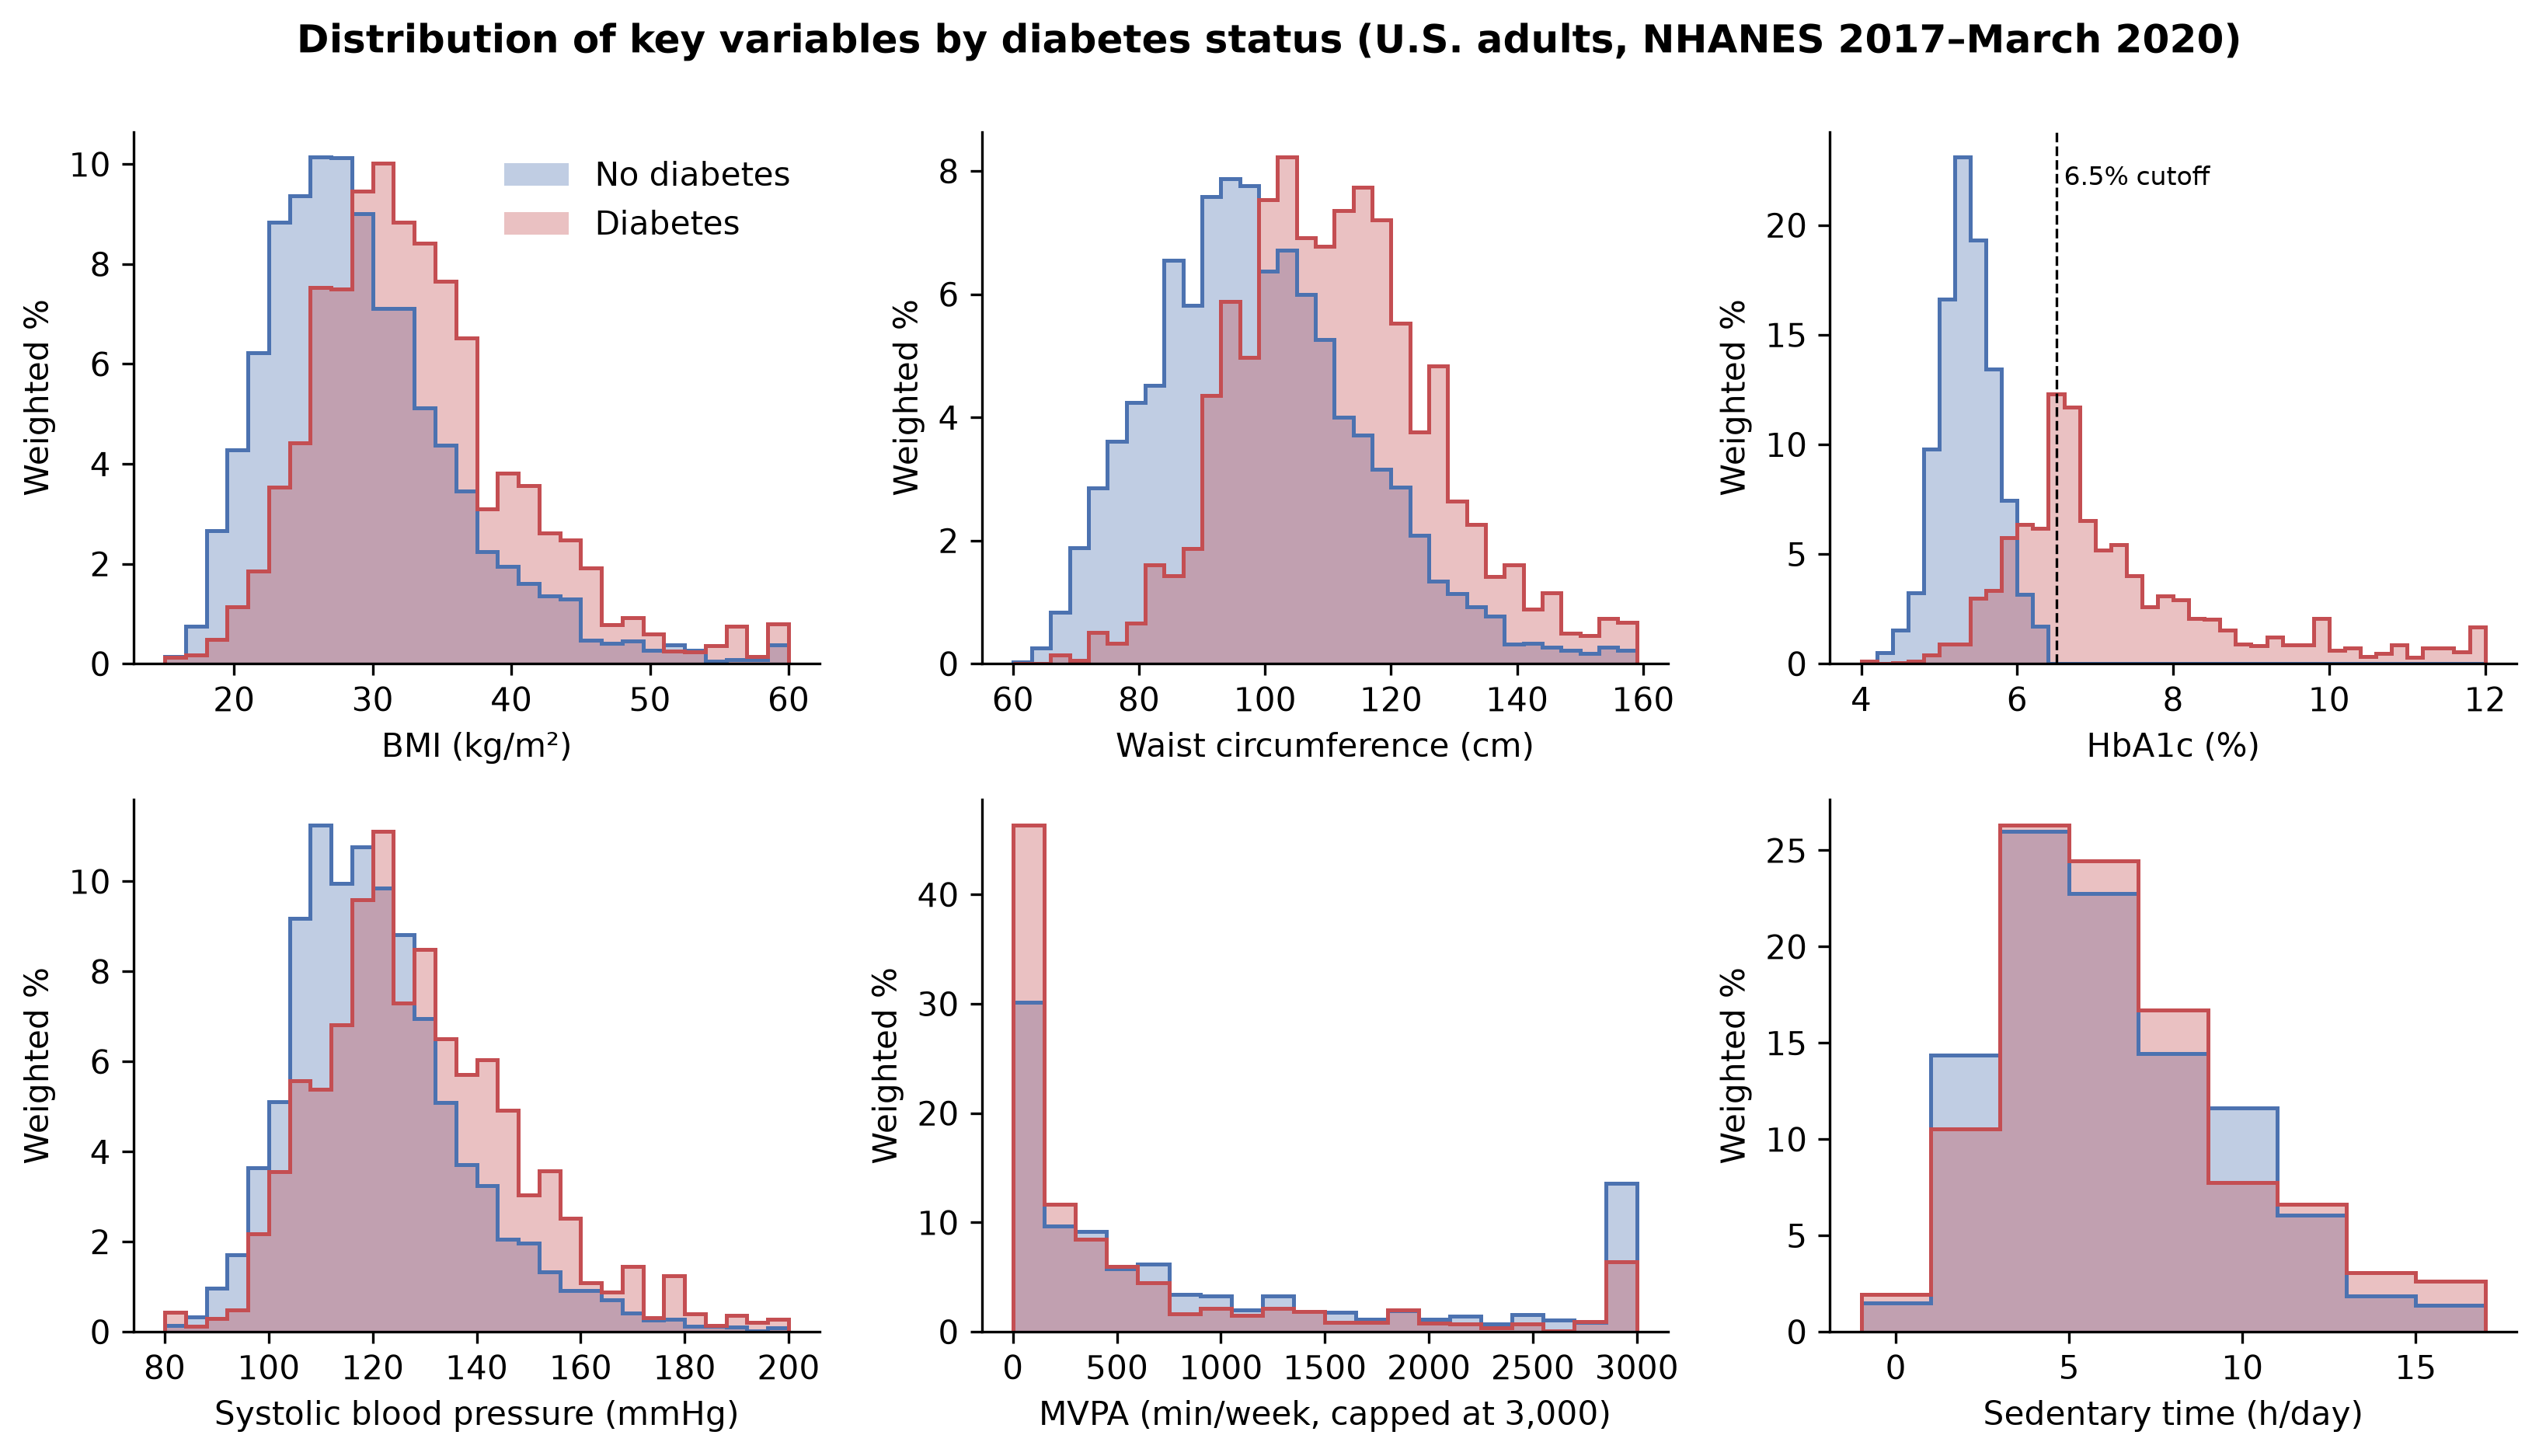 Distribution of key variables by diabetes status (U.S. adults, NHANES 2017–March 2020)
Weighted %
10
8
6
4
2
0
20 30 40 50 60
BMI (kg/m²)
No diabetes
Diabetes
Weighted %
8
6
4
2
0
60 80 100 120 140 160
Waist circumference (cm)
Weighted %
20
15
10
5
0
4 6 8 10 12
HbA1c (%)
6.5% cutoff
Weighted %
10
8
6
4
2
0
80 100 120 140 160 180 200
Systolic blood pressure (mmHg)
Weighted %
40
30
20
10
0
0 500 1000 1500 2000 2500 3000
MVPA (min/week, capped at 3,000)
Weighted %
25
20
15
10
5
0
0 5 10 15
Sedentary time (h/day)